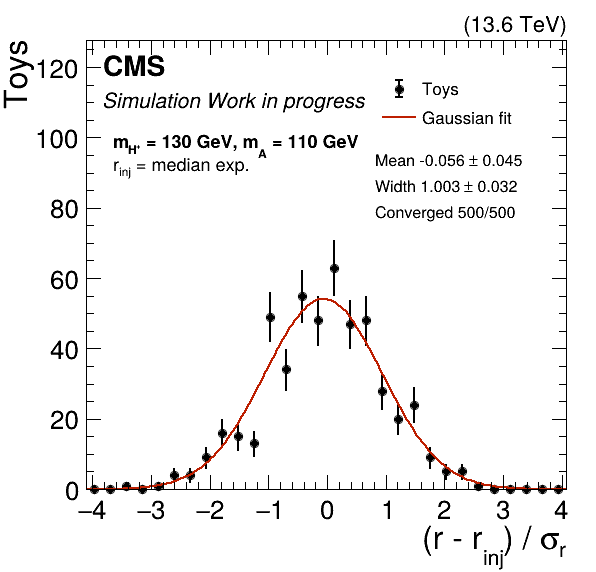 (13.6 TeV)
Toys
CMS
Simulation Work in progress
Toys
Gaussian fit
m_H+ = 130 GeV, m_A = 110 GeV
r_inj = median exp.
Mean -0.056 ± 0.045
Width 1.003 ± 0.032
Converged 500/500
120
100
80
60
40
20
0
−4 −3 −2 −1 0 1 2 3 4
(r - r_inj) / σ_r